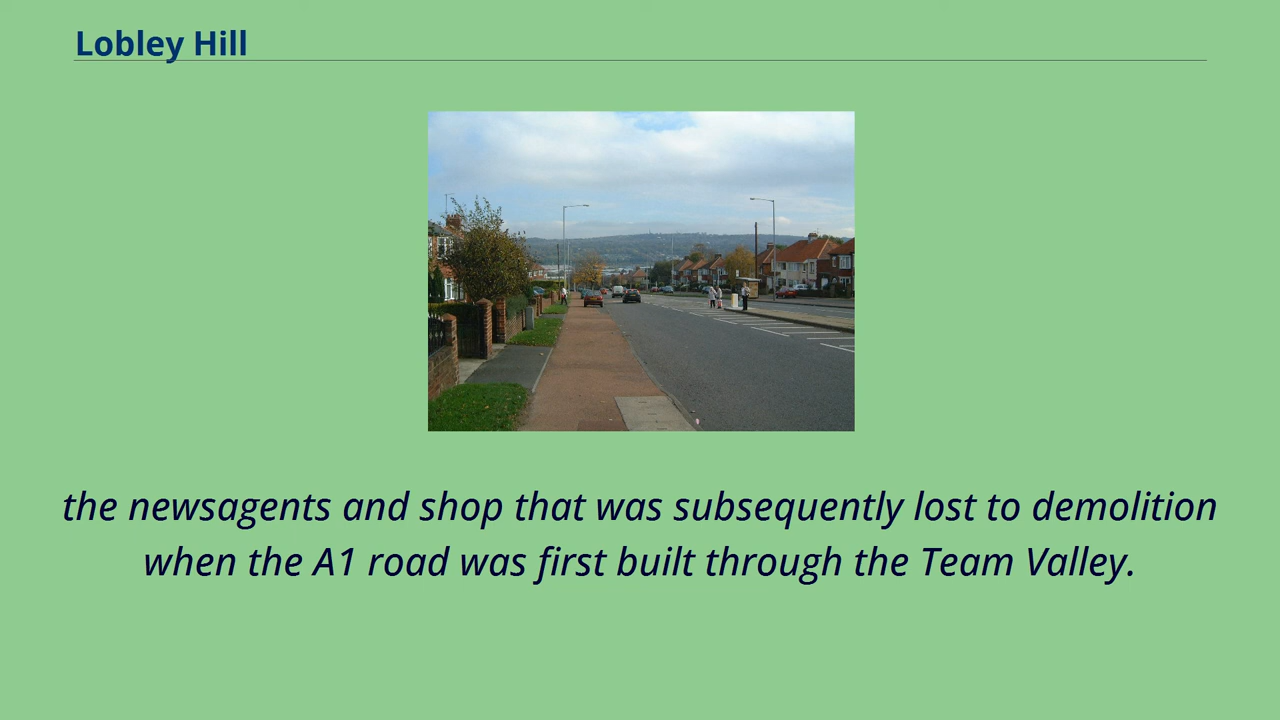 Lobley Hill
the newsagents and shop that was subsequently lost to demolition
when the A1 road was first built through the Team Valley.